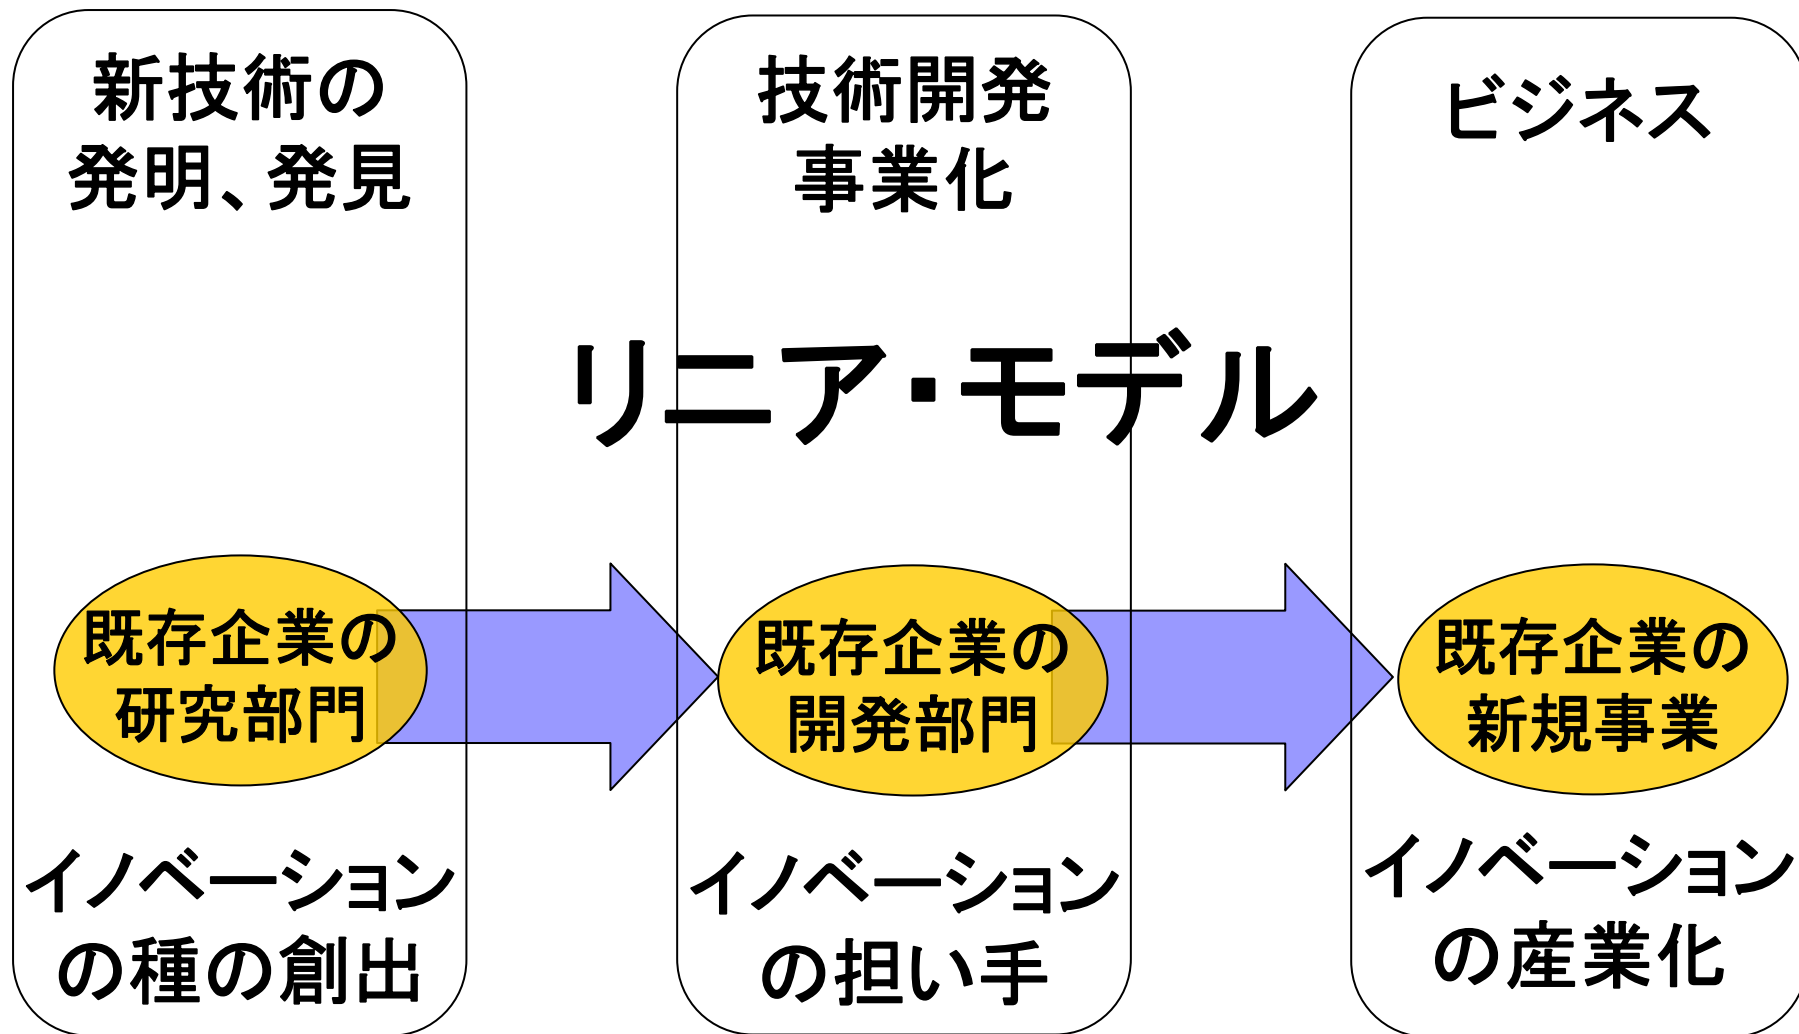 新技術の
発明、発見
技術開発
事業化
ビジネス
リニア・モデル
既存企業の
研究部門
既存企業の
開発部門
既存企業の
新規事業
イノベーション
の種の創出
イノベーション
の担い手
イノベーション
の産業化